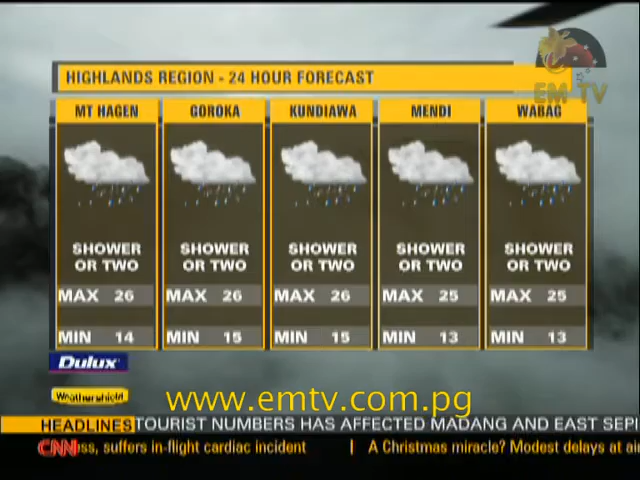 HIGHLANDS REGION - 24 HOUR FORECAST
EM TV
MT HAGEN
GOROKA
KUNDIAWA
MENDI
WABAG
SHOWER OR TWO
SHOWER OR TWO
SHOWER OR TWO
SHOWER OR TWO
SHOWER OR TWO
MAX 26
MAX 26
MAX 26
MAX 25
MAX 25
MIN 14
MIN 15
MIN 15
MIN 13
MIN 13
Dulux
Weathershield
www.emtv.com.pg
HEADLINES TOURIST NUMBERS HAS AFFECTED MADANG AND EAST SEPI
CNN ss, suffers in-flight cardiac incident | A Christmas miracle? Modest delays at air